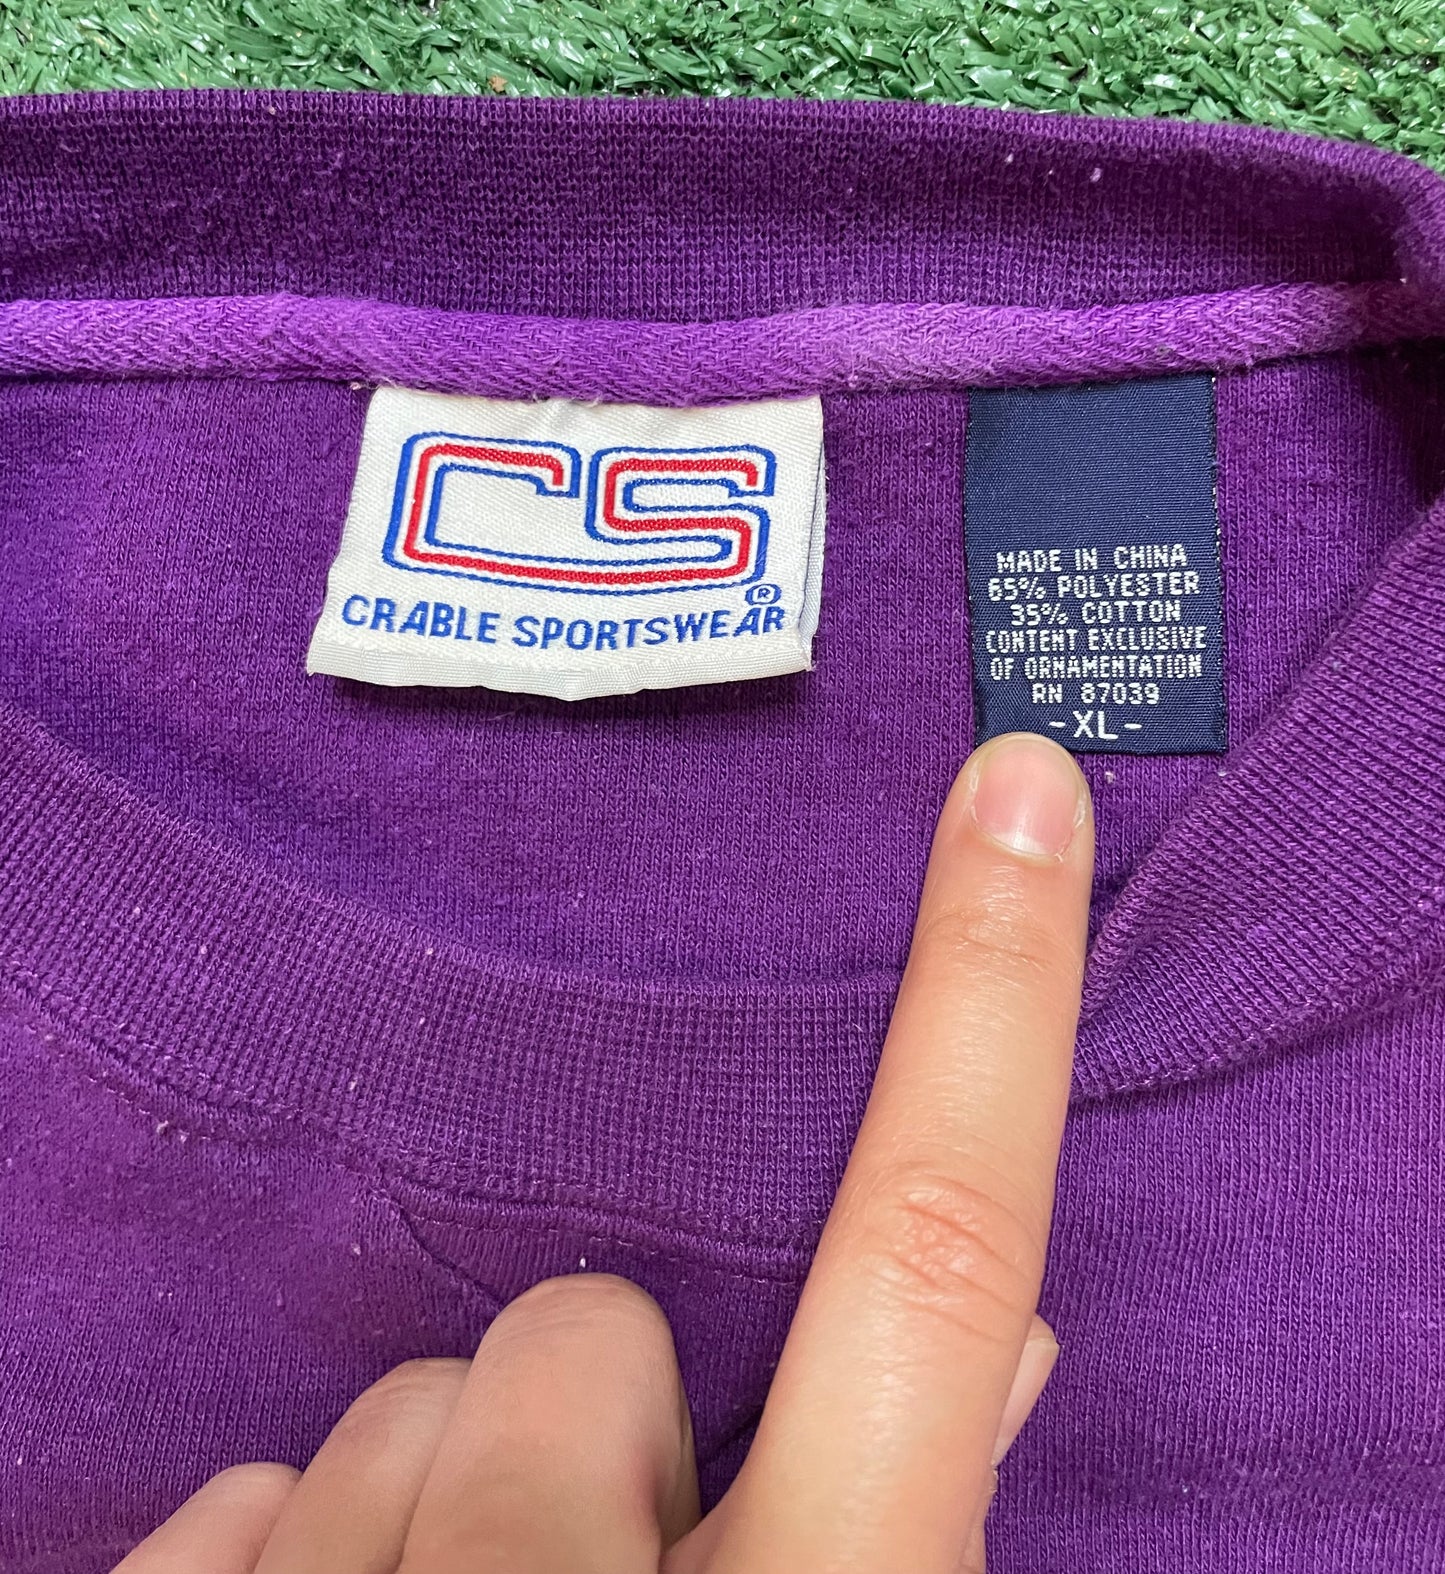 CS
®
CRABLE SPORTSWEAR
MADE IN CHINA
65% POLYESTER
35% COTTON
CONTENT EXCLUSIVE
OF ORNAMENTATION
RN 87039
-XL-